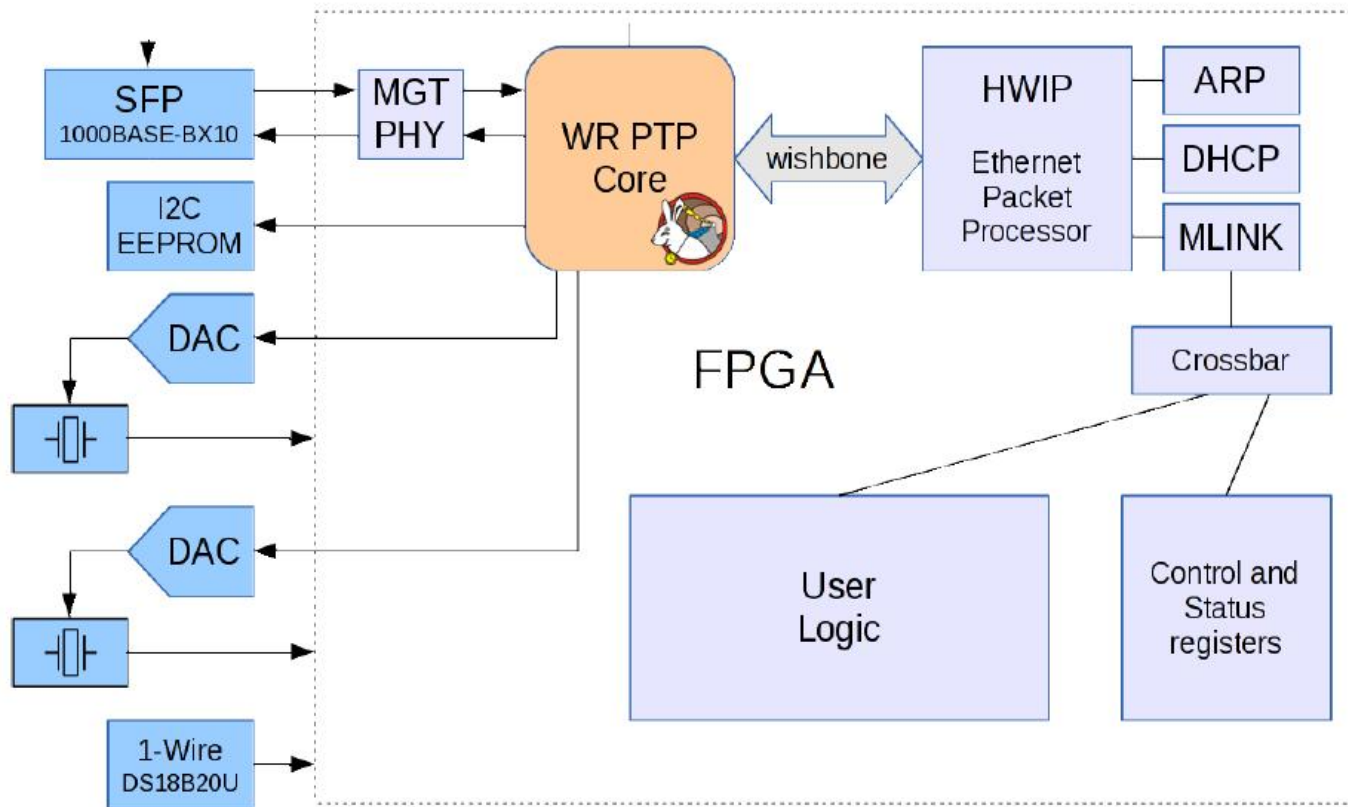 SFP
1000BASE-BX10
MGT
PHY
WR PTP
Core
wishbone
HWIP
Ethernet
Packet
Processor
ARP
DHCP
MLINK
I2C
EEPROM
DAC
FPGA
Crossbar
DAC
User
Logic
Control and
Status
registers
1-Wire
DS18B20U